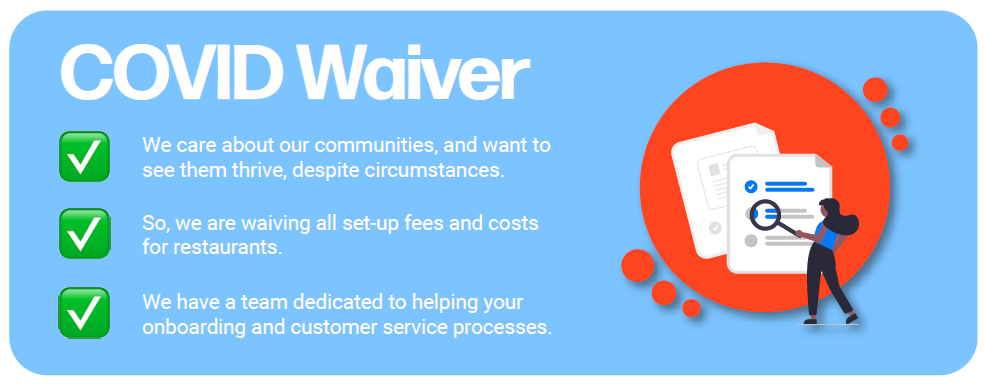 COVID Waiver
We care about our communities, and want to
see them thrive, despite circumstances.
So, we are waiving all set-up fees and costs
for restaurants.
We have a team dedicated to helping your
onboarding and customer service processes.